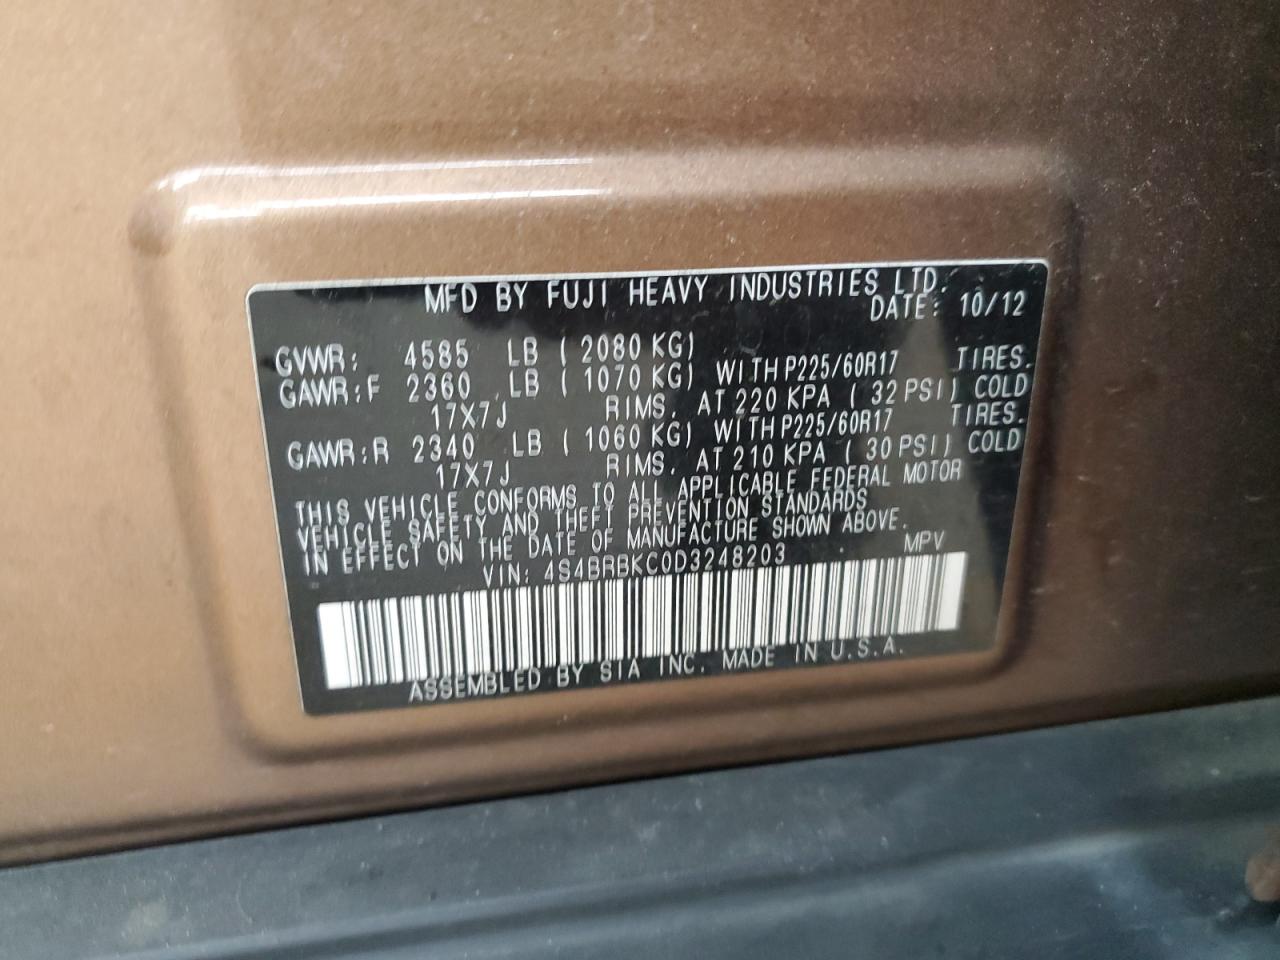 MFD BY FUJI HEAVY INDUSTRIES LTD.
DATE: 10/12
GVWR: 4585 LB ( 2080 KG)
GAWR:F 2360 LB ( 1070 KG) WITH P225/60R17 TIRES.
17X7J RIMS. AT 220 KPA ( 32 PSI) COLD
GAWR:R 2340 LB ( 1060 KG) WITH P225/60R17 TIRES.
17X7J RIMS. AT 210 KPA ( 30 PSI) COLD
THIS VEHICLE CONFORMS TO ALL APPLICABLE FEDERAL MOTOR
VEHICLE SAFETY AND THEFT PREVENTION STANDARDS
IN EFFECT ON THE DATE OF MANUFACTURE SHOWN ABOVE.
VIN: 4S4BRBKC0D3248203 MPV
ASSEMBLED BY SIA INC. MADE IN U.S.A.